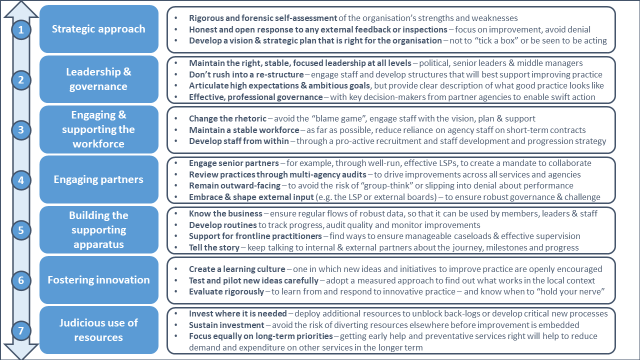 1
Strategic approach
• Rigorous and forensic self-assessment of the organisation's strengths and weaknesses
• Honest and open response to any external feedback or inspections – focus on improvement, avoid denial
• Develop a vision & strategic plan that is right for the organisation – not to "tick a box" or be seen to be acting
2
Leadership &
governance
• Maintain the right, stable, focused leadership at all levels – political, senior leaders & middle managers
• Don't rush into a re-structure – engage staff and develop structures that will best support improving practice
• Articulate high expectations & ambitious goals, but provide clear description of what good practice looks like
• Effective, professional governance – with key decision-makers from partner agencies to enable swift action
3
Engaging &
supporting the
workforce
• Change the rhetoric – avoid the "blame game", engage staff with the vision, plan & support
• Maintain a stable workforce – as far as possible, reduce reliance on agency staff on short-term contracts
• Develop staff from within – through a pro-active recruitment and staff development and progression strategy
4
Engaging partners
• Engage senior partners – for example, through well-run, effective LSPs, to create a mandate to collaborate
• Review practices through multi-agency audits – to drive improvements across all services and agencies
• Remain outward-facing – to avoid the risk of "group-think" or slipping into denial about performance
• Embrace & shape external input (e.g. the LSP or external boards) – to ensure robust governance & challenge
5
Building the
supporting
apparatus
• Know the business – ensure regular flows of robust data, so that it can be used by members, leaders & staff
• Develop routines to track progress, audit quality and monitor improvements
• Support for frontline practitioners – find ways to ensure manageable caseloads & effective supervision
• Tell the story – keep talking to internal & external partners about the journey, milestones and progress
6
Fostering innovation
• Create a learning culture – one in which new ideas and initiatives to improve practice are openly encouraged
• Test and pilot new ideas carefully – adopt a measured approach to find out what works in the local context
• Evaluate rigorously – to learn from and respond to innovative practice – and know when to "hold your nerve"
7
Judicious use of
resources
• Invest where it is needed – deploy additional resources to unblock back-logs or develop critical new processes
• Sustain investment – avoid the risk of diverting resources elsewhere before improvement is embedded
• Focus equally on long-term priorities – getting early help and preventative services right will help to reduce
demand and expenditure on other services in the longer term